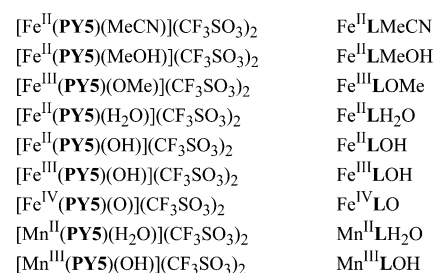 [Fe^II(PY5)(MeCN)](CF₃SO₃)₂ Fe^IILMeCN
[Fe^II(PY5)(MeOH)](CF₃SO₃)₂ Fe^IILMeOH
[Fe^III(PY5)(OMe)](CF₃SO₃)₂ Fe^IIILOMe
[Fe^II(PY5)(H₂O)](CF₃SO₃)₂ Fe^IILH₂O
[Fe^II(PY5)(OH)](CF₃SO₃)₂ Fe^IILOH
[Fe^III(PY5)(OH)](CF₃SO₃)₂ Fe^IIILOH
[Fe^IV(PY5)(O)](CF₃SO₃)₂ Fe^IVLO
[Mn^II(PY5)(H₂O)](CF₃SO₃)₂ Mn^IILH₂O
[Mn^III(PY5)(OH)](CF₃SO₃)₂ Mn^IIILOH